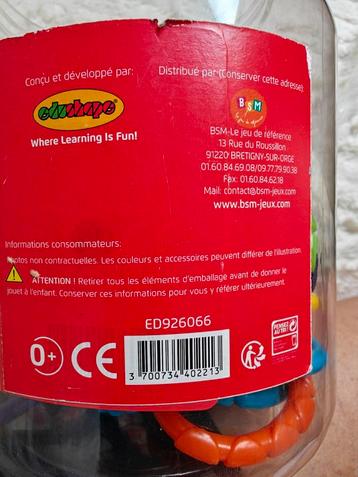 Conçu et développé par:
edushape
Where Learning Is Fun!
Distribué par (Conserver cette adresse)
BSM
BSM-Le jeu de référence
13 Rue du Roussillon
91220 BRETIGNY-SUR-ORGE
01.60.84.69.08/09.77.79.90.38
Fax: 01.60.84.62.18
Mail: contact@bsm-jeux.com
www.bsm-jeux.com
Informations consommateurs:
Photos non contractuelles. Les couleurs et accessoires peuvent différer de l'illustration.
ATTENTION ! Retirer tous les éléments d'emballage avant de donner le
jouet à l'enfant. Conserver ces informations pour vous y référer ultérieurement.
ED926066
0+ CE
3 700734 402213
PENSEZ
AU TRI !